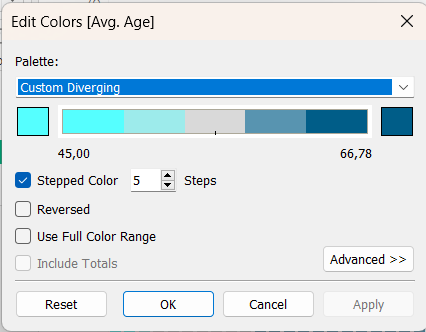 Edit Colors [Avg. Age]
Palette:
Custom Diverging
45,00 66,78
Stepped Color 5 Steps
Reversed
Use Full Color Range
Include Totals
Advanced >>
Reset OK Cancel Apply